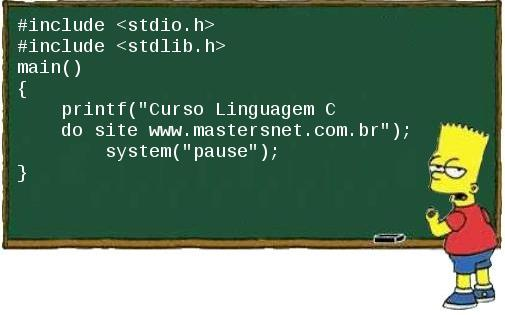 #include <stdio.h>
#include <stdlib.h>
main()
{
    printf("Curso Linguagem C
    do site www.mastersnet.com.br");
        system("pause");
}